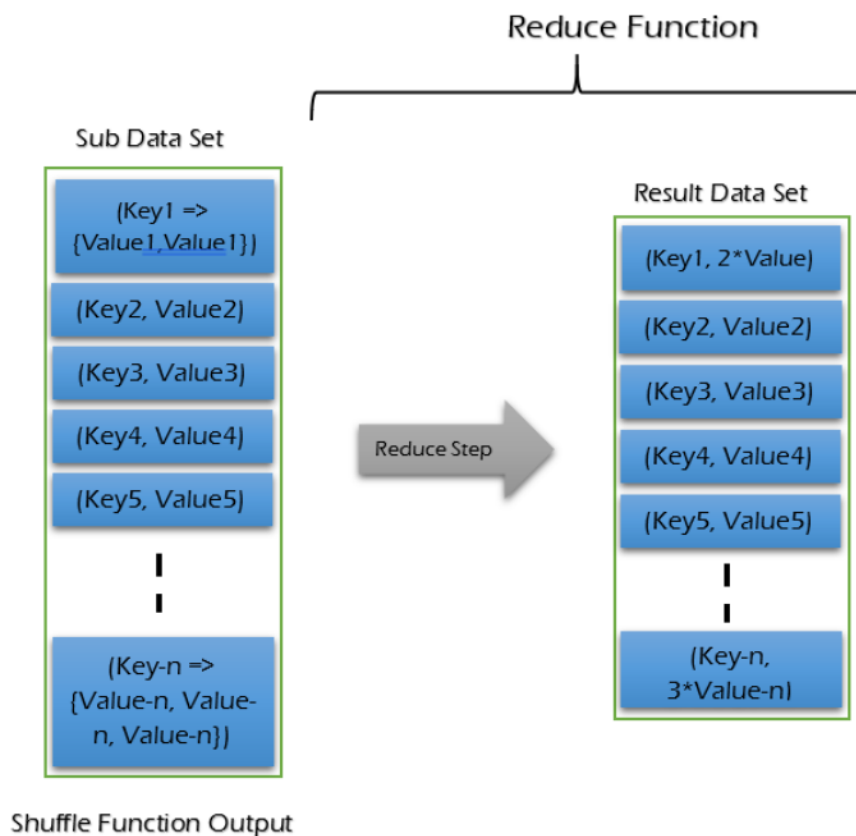 Reduce Function
Sub Data Set
(Key1 =>
{Value1,Value1})
(Key2, Value2)
(Key3, Value3)
(Key4, Value4)
(Key5, Value5)
(Key-n =>
{Value-n, Value-
n, Value-n})
Shuffle Function Output
Reduce Step
Result Data Set
(Key1, 2*Value)
(Key2, Value2)
(Key3, Value3)
(Key4, Value4)
(Key5, Value5)
(Key-n,
3*Value-n)